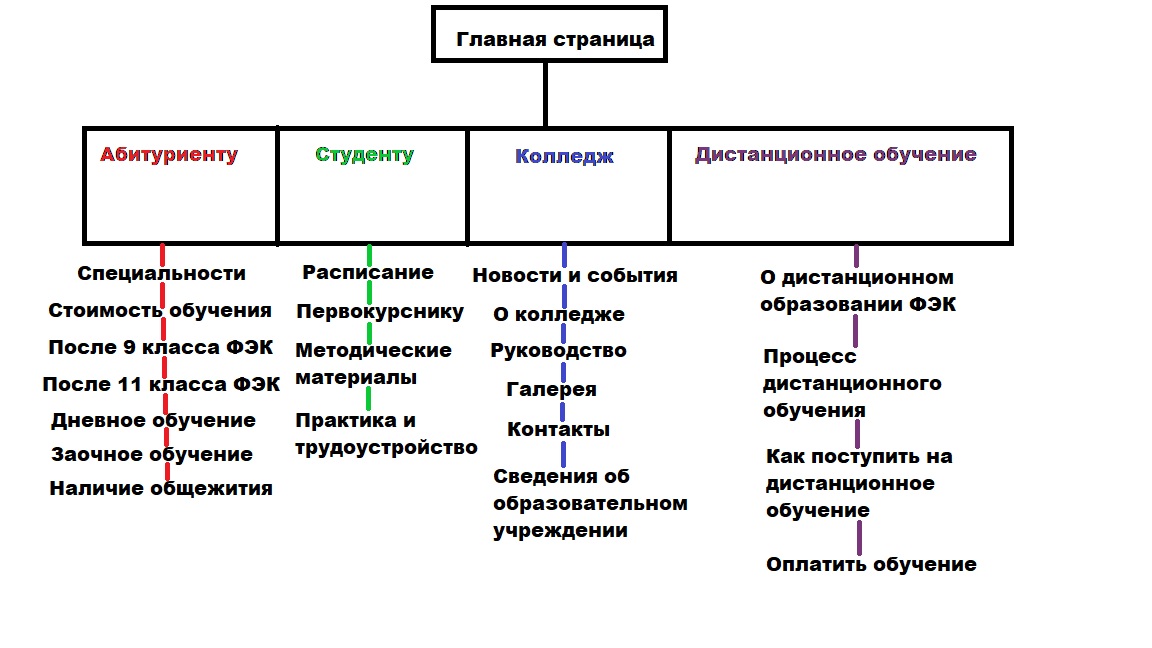 Главная страница
Абитуриенту
Студенту
Колледж
Дистанционное обучение
Специальности
Стоимость обучения
После 9 класса ФЭК
После 11 класса ФЭК
Дневное обучение
Заочное обучение
Наличие общежития
Расписание
Первокурснику
Методические
материалы
Практика и
трудоустройство
Новости и события
О колледже
Руководство
Галерея
Контакты
Сведения об
образовательном
учреждении
О дистанционном
образовании ФЭК
Процесс
дистанционного
обучения
Как поступить на
дистанционное
обучение
Оплатить обучение